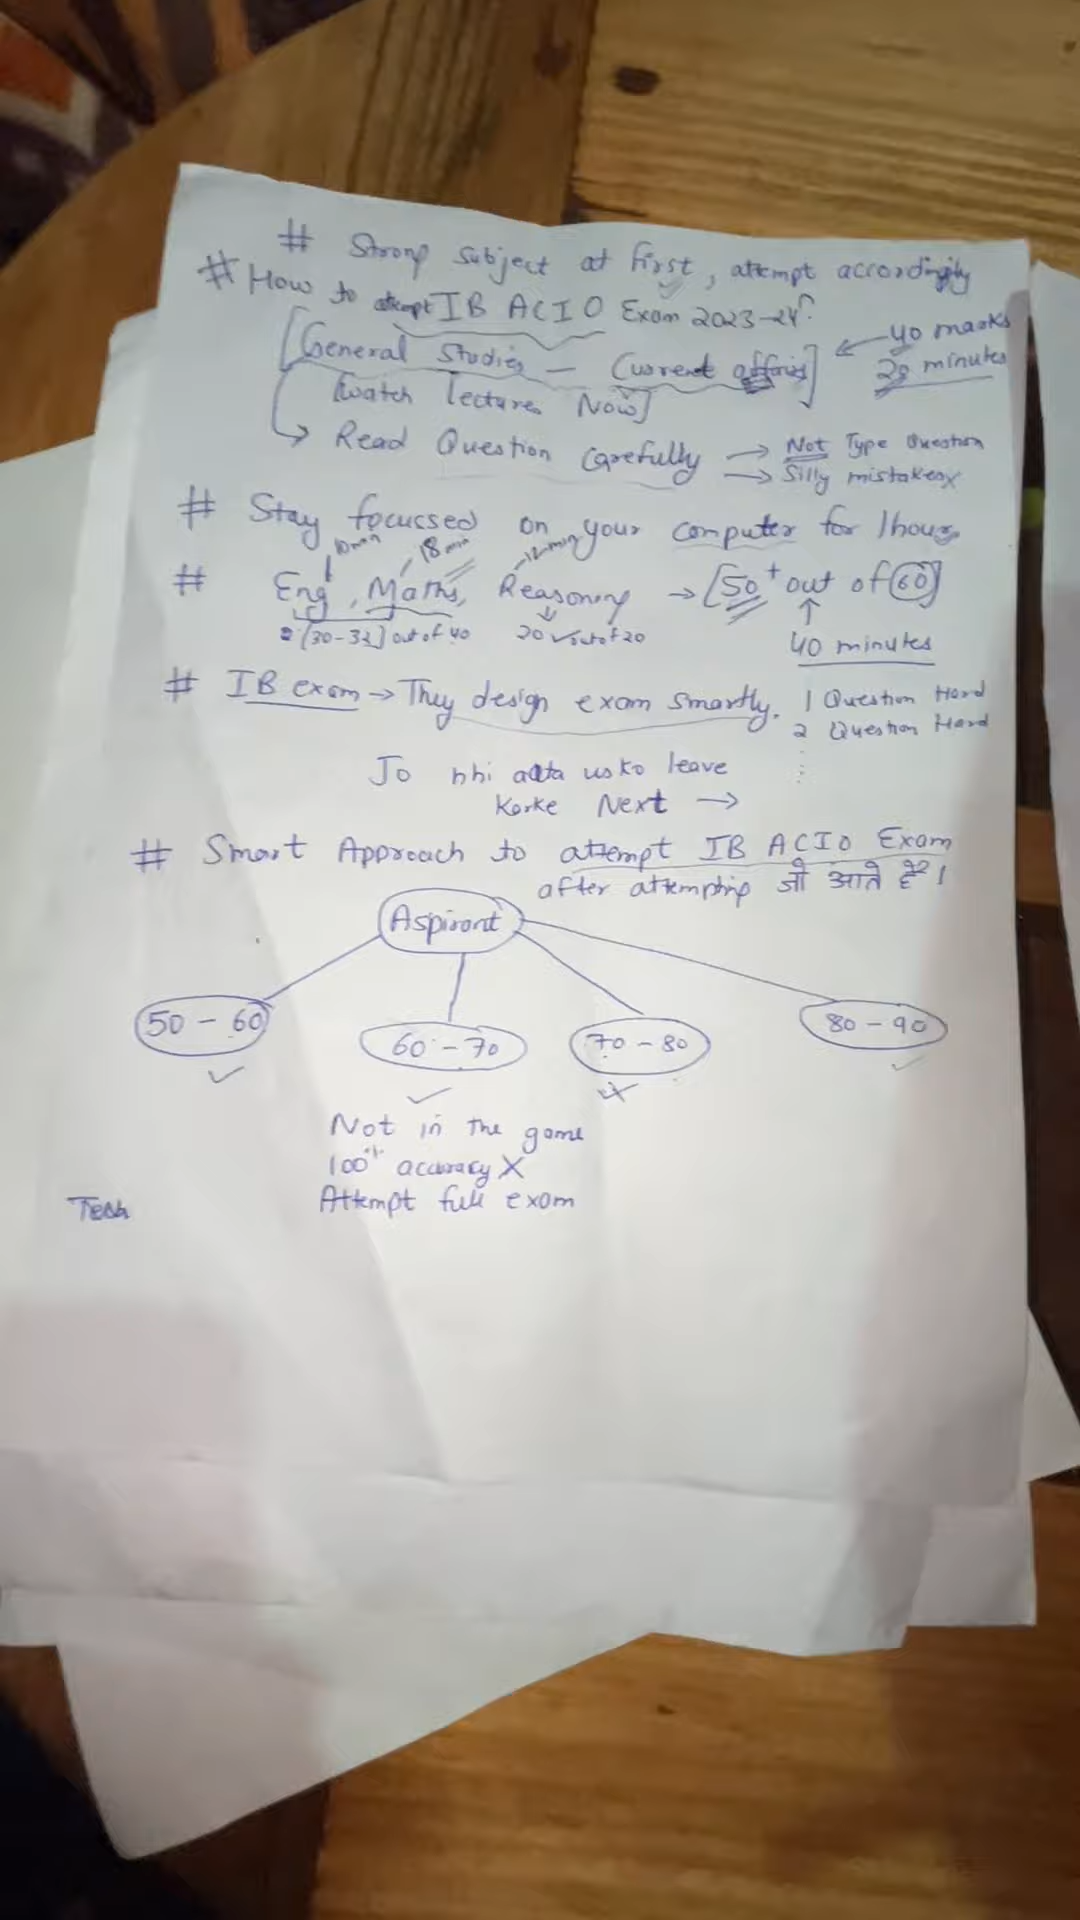 # Strong subject at first, attempt accordingly
# How to attempt IB ACIO Exam 2023-24?
[General Studies — Current affairs] ← 40 marks
20 minutes
[watch lectures Now]
→ Read Question Carefully → Not Type Question
→ Silly mistakes x
# Stay focussed on your computer for 1 hour
10 min 18 min 12 min
# Eng, Maths, Reasoning → [50+ out of 60]
[30-32] out of 40 20 ✓ out of 20
↑
40 minutes
# IB exam → They design exam smartly. 1 Question Hard
2 Question Hard
Jo nhi aata usko leave
Karke Next →
# Smart Approach to attempt IB ACIO Exam
after attempting जो आते हैं।
Aspirant
50 - 60 60 - 70 70 - 80 80 - 90
✓ ✓ x ✓
Not in the game
100% accuracy X
Attempt full exam